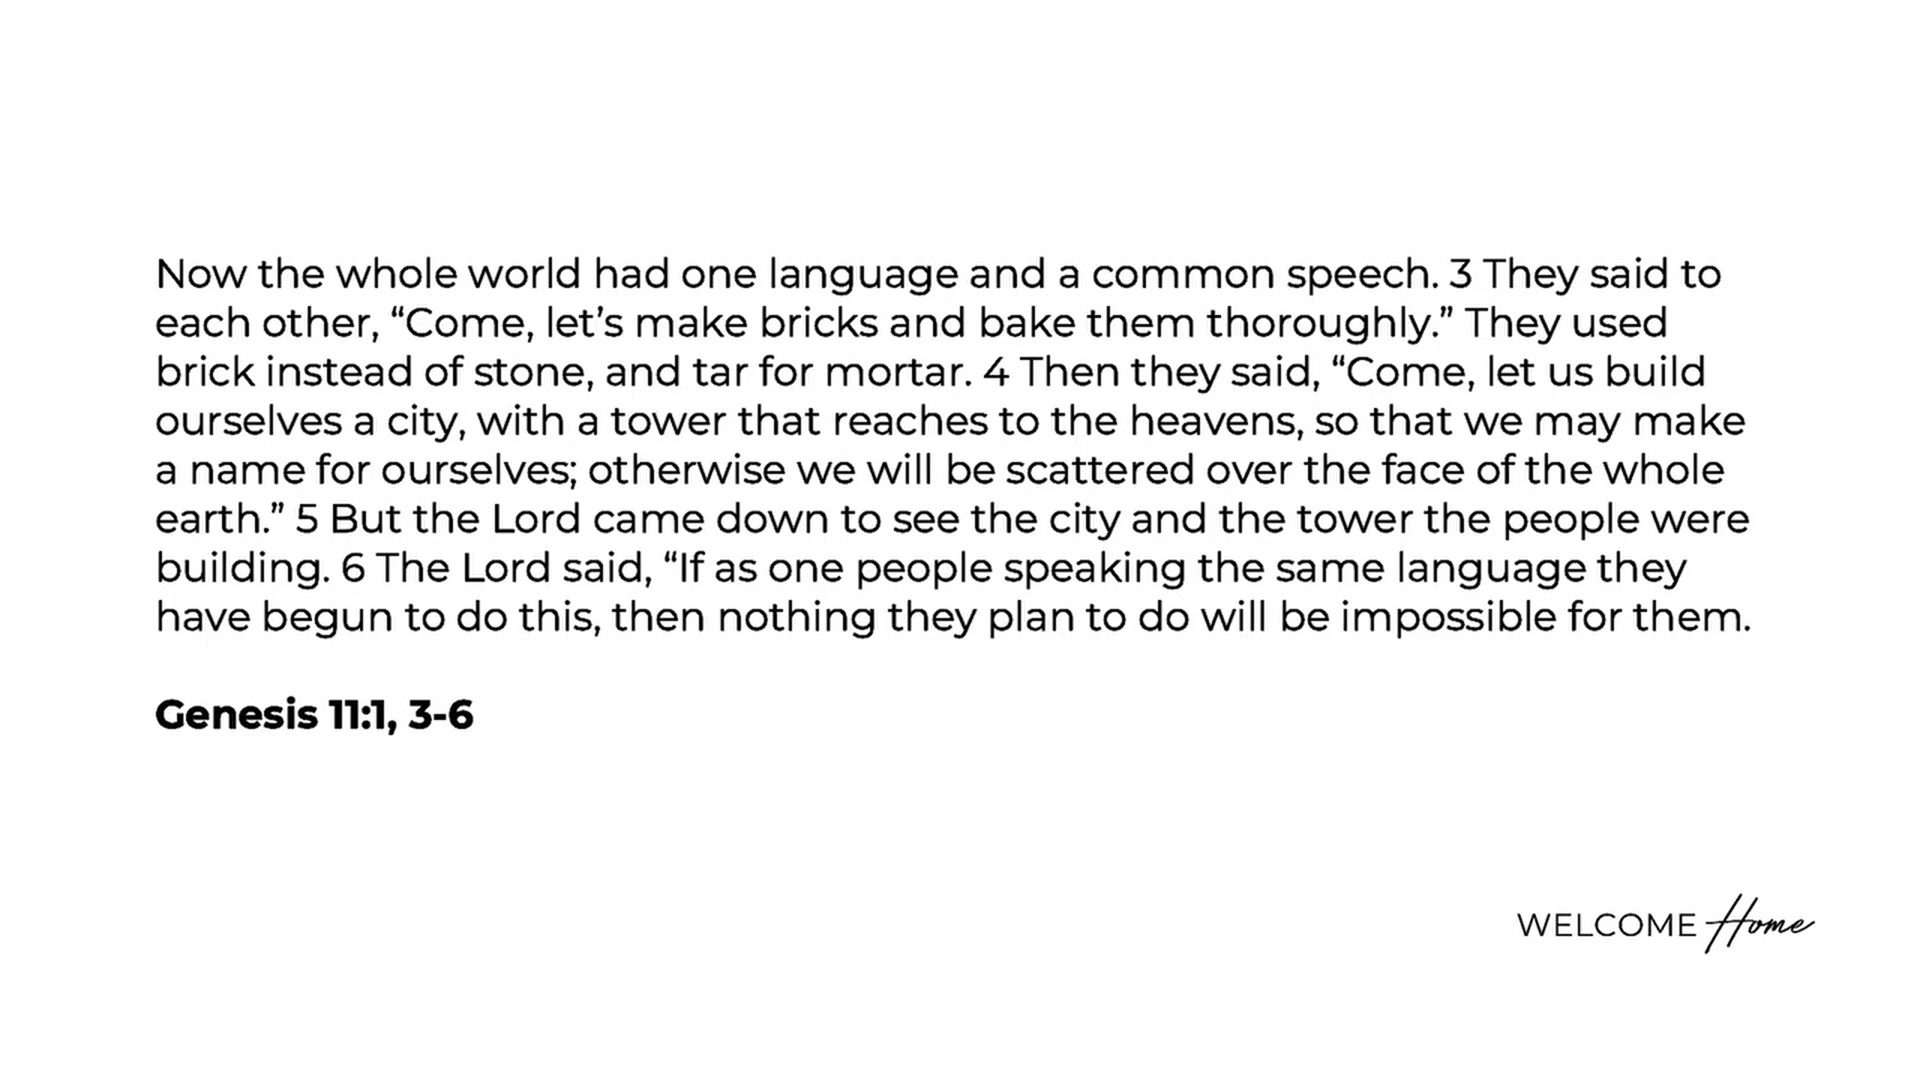 Now the whole world had one language and a common speech. 3 They said to
each other, “Come, let’s make bricks and bake them thoroughly.” They used
brick instead of stone, and tar for mortar. 4 Then they said, “Come, let us build
ourselves a city, with a tower that reaches to the heavens, so that we may make
a name for ourselves; otherwise we will be scattered over the face of the whole
earth.” 5 But the Lord came down to see the city and the tower the people were
building. 6 The Lord said, “If as one people speaking the same language they
have begun to do this, then nothing they plan to do will be impossible for them.
Genesis 11:1, 3-6
WELCOME Home